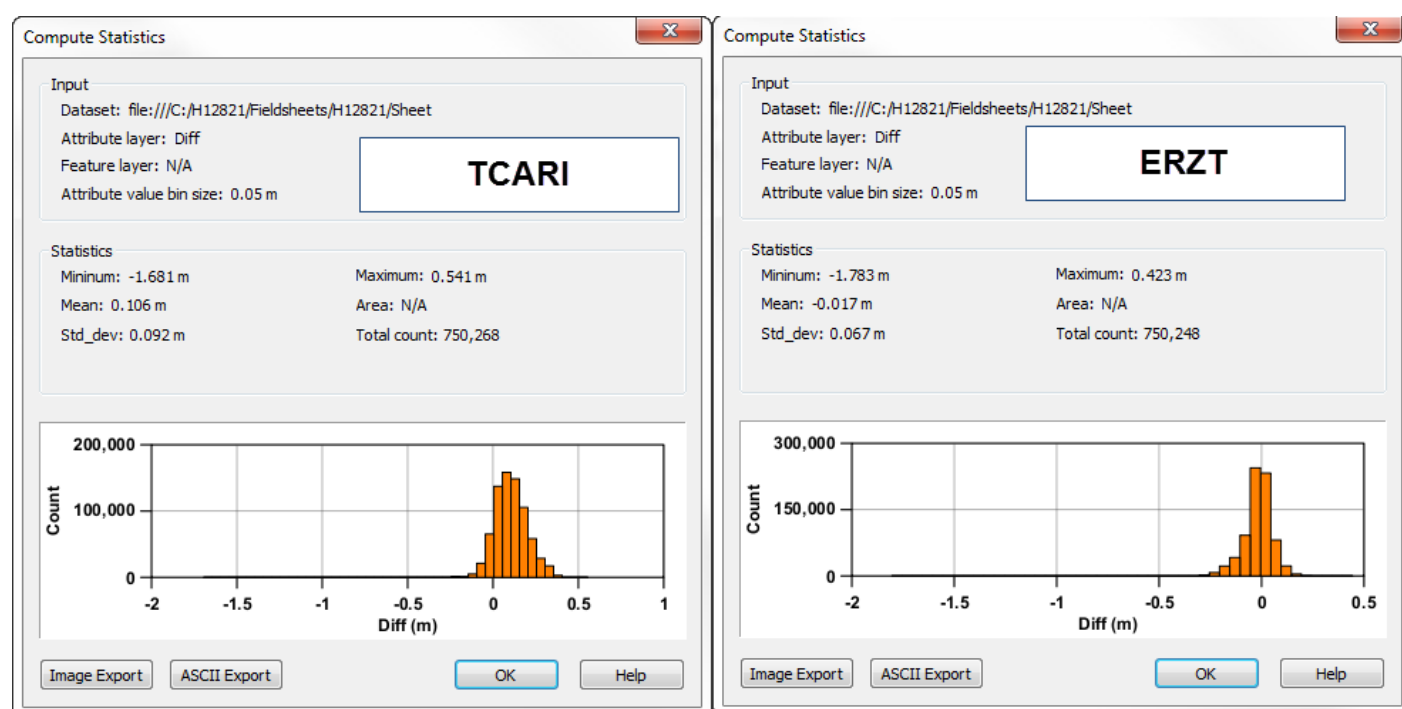 Compute Statistics
Input
Dataset: file:///C:/H12821/Fieldsheets/H12821/Sheet
Attribute layer: Diff
Feature layer: N/A
Attribute value bin size: 0.05 m
TCARI
Statistics
Mininum: -1.681 m Maximum: 0.541 m
Mean: 0.106 m Area: N/A
Std_dev: 0.092 m Total count: 750,268
200,000
100,000
0
Count
-2 -1.5 -1 -0.5 0 0.5 1
Diff (m)
Image Export ASCII Export OK Help
Compute Statistics
Input
Dataset: file:///C:/H12821/Fieldsheets/H12821/Sheet
Attribute layer: Diff
Feature layer: N/A
Attribute value bin size: 0.05 m
ERZT
Statistics
Mininum: -1.783 m Maximum: 0.423 m
Mean: -0.017 m Area: N/A
Std_dev: 0.067 m Total count: 750,248
300,000
150,000
0
Count
-2 -1.5 -1 -0.5 0 0.5
Diff (m)
Image Export ASCII Export OK Help